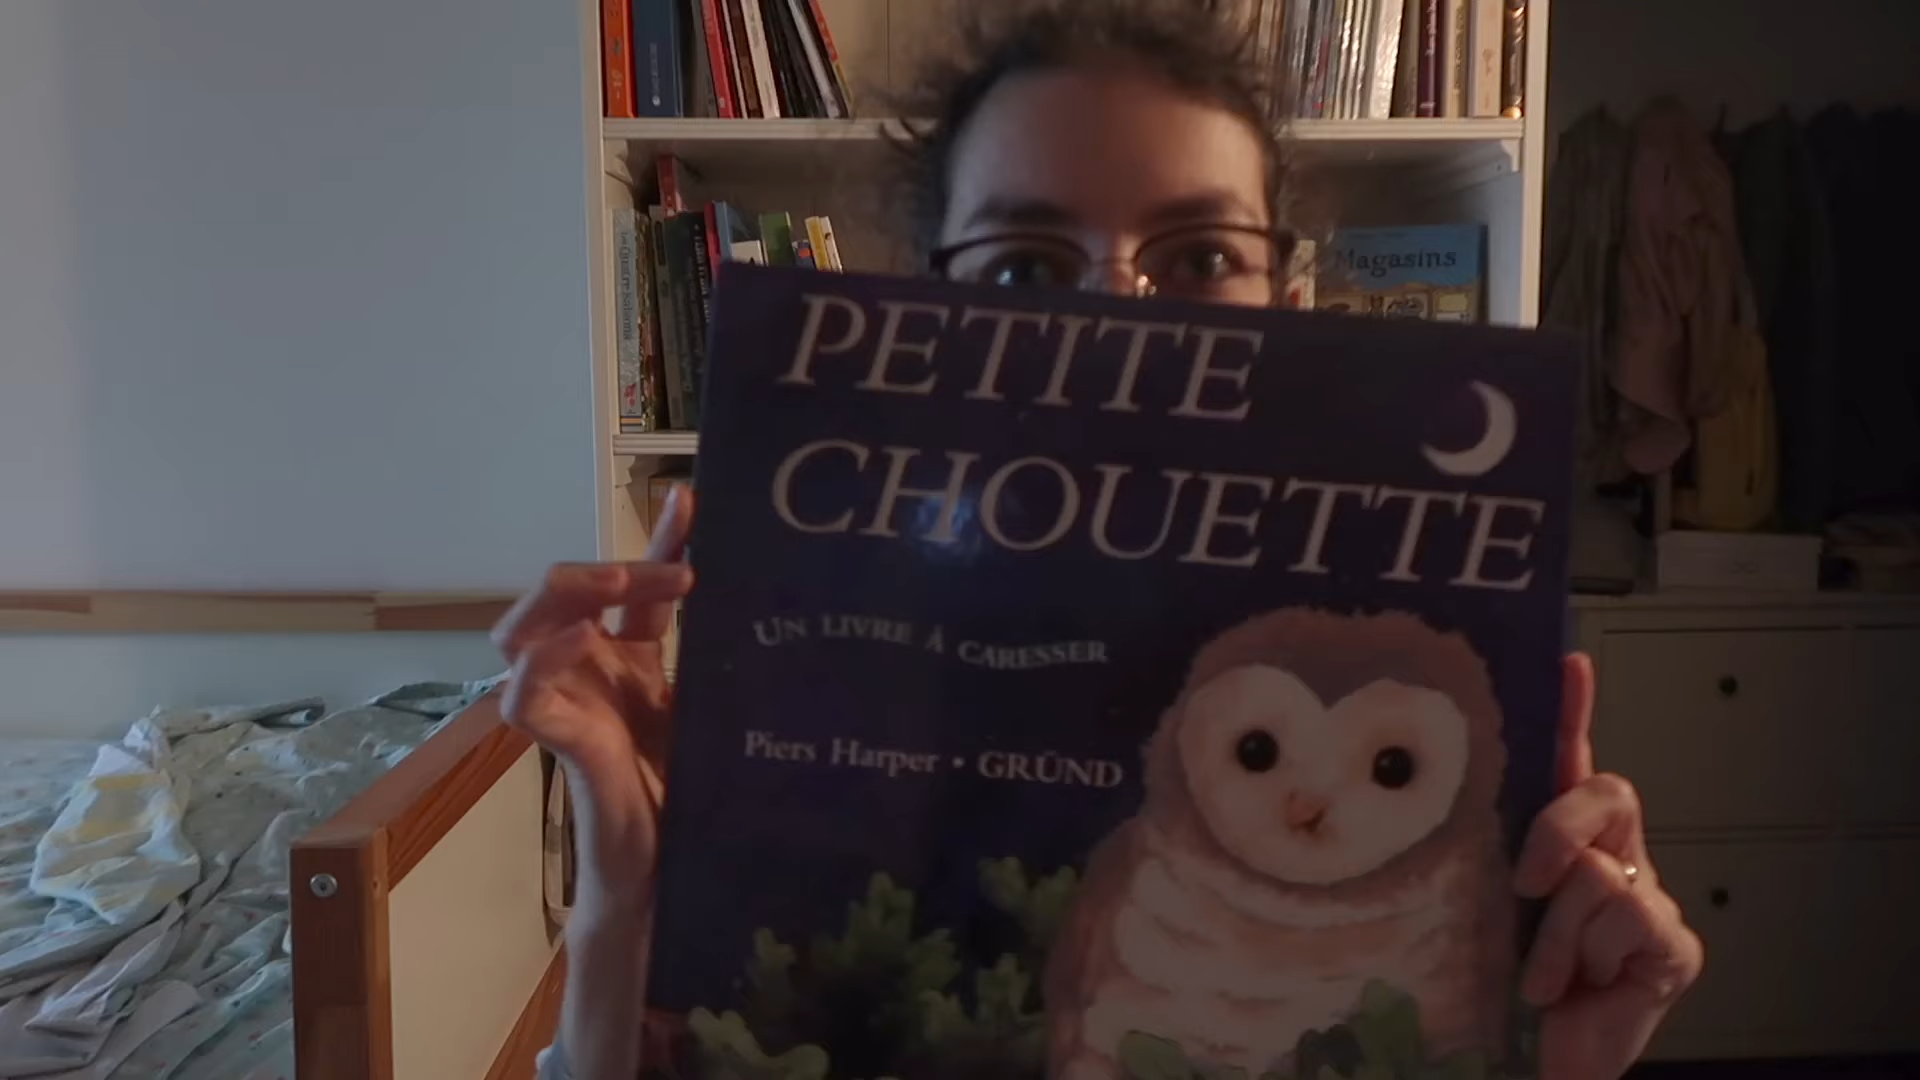 Magasins
PETITE
CHOUETTE
UN LIVRE À CARESSER
Piers Harper • GRÜND